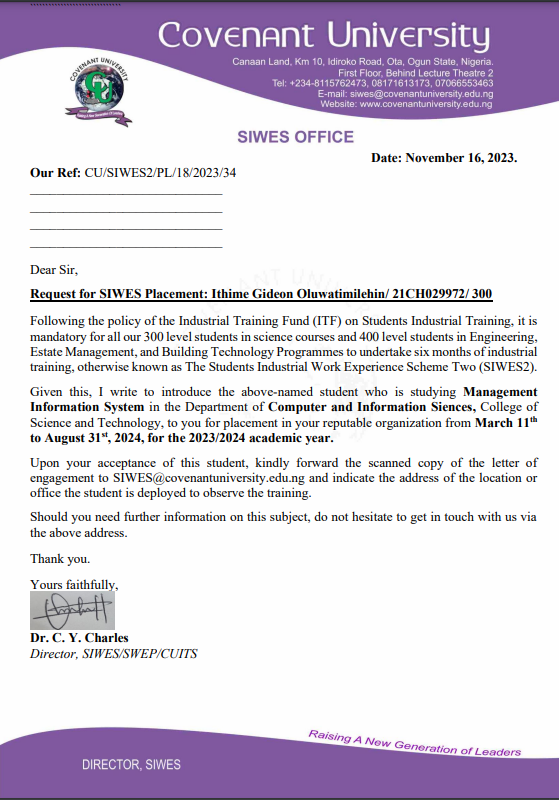 Covenant University
Canaan Land, Km 10, Idiroko Road, Ota, Ogun State, Nigeria.
First Floor, Behind Lecture Theatre 2
Tel: +234-8115762473, 08171613173, 07066553463
E-mail: siwes@covenantuniversity.edu.ng
Website: www.covenantuniversity.edu.ng
COVENANT UNIVERSITY
SIWES OFFICE
Date: November 16, 2023.
Our Ref: CU/SIWES2/PL/18/2023/34
Dear Sir,
Request for SIWES Placement: Ithime Gideon Oluwatimilehin/ 21CH029972/ 300
Following the policy of the Industrial Training Fund (ITF) on Students Industrial Training, it is
mandatory for all our 300 level students in science courses and 400 level students in Engineering,
Estate Management, and Building Technology Programmes to undertake six months of industrial
training, otherwise known as The Students Industrial Work Experience Scheme Two (SIWES2).
Given this, I write to introduce the above-named student who is studying Management
Information System in the Department of Computer and Information Siences, College of
Science and Technology, to you for placement in your reputable organization from March 11th
to August 31st, 2024, for the 2023/2024 academic year.
Upon your acceptance of this student, kindly forward the scanned copy of the letter of
engagement to SIWES@covenantuniversity.edu.ng and indicate the address of the location or
office the student is deployed to observe the training.
Should you need further information on this subject, do not hesitate to get in touch with us via
the above address.
Thank you.
Yours faithfully,
Dr. C. Y. Charles
Director, SIWES/SWEP/CUITS
Raising A New Generation of Leaders
DIRECTOR, SIWES